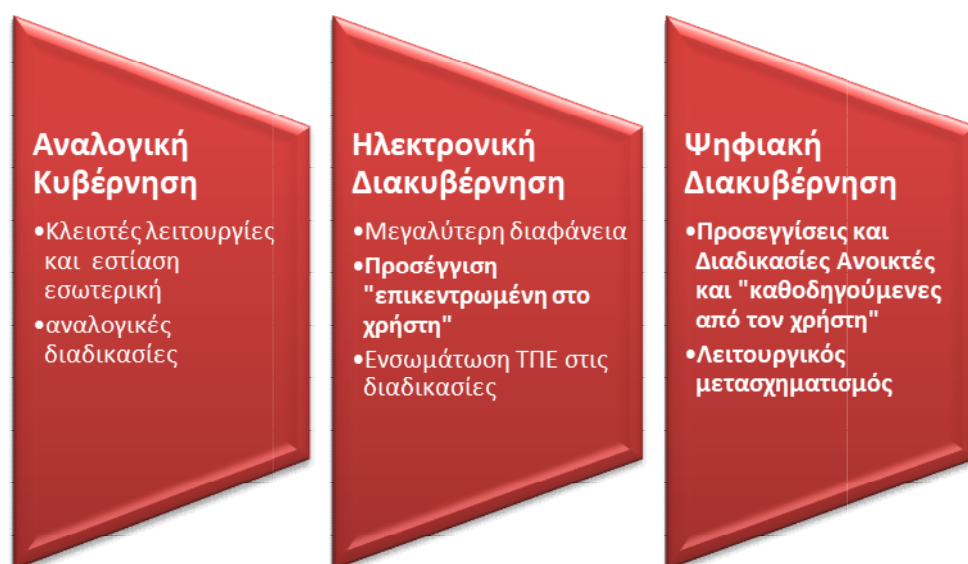 Αναλογική
Κυβέρνηση
•Κλειστές λειτουργίες
και εστίαση
εσωτερική
•αναλογικές
διαδικασίες
Ηλεκτρονική
Διακυβέρνηση
•Μεγαλύτερη διαφάνεια
•Προσέγγιση
"επικεντρωμένη στο
χρήστη"
•Ενσωμάτωση ΤΠΕ στις
διαδικασίες
Ψηφιακή
Διακυβέρνηση
•Προσεγγίσεις και
Διαδικασίες Ανοικτές
και "καθοδηγούμενες
από τον χρήστη"
•Λειτουργικός
μετασχηματισμός